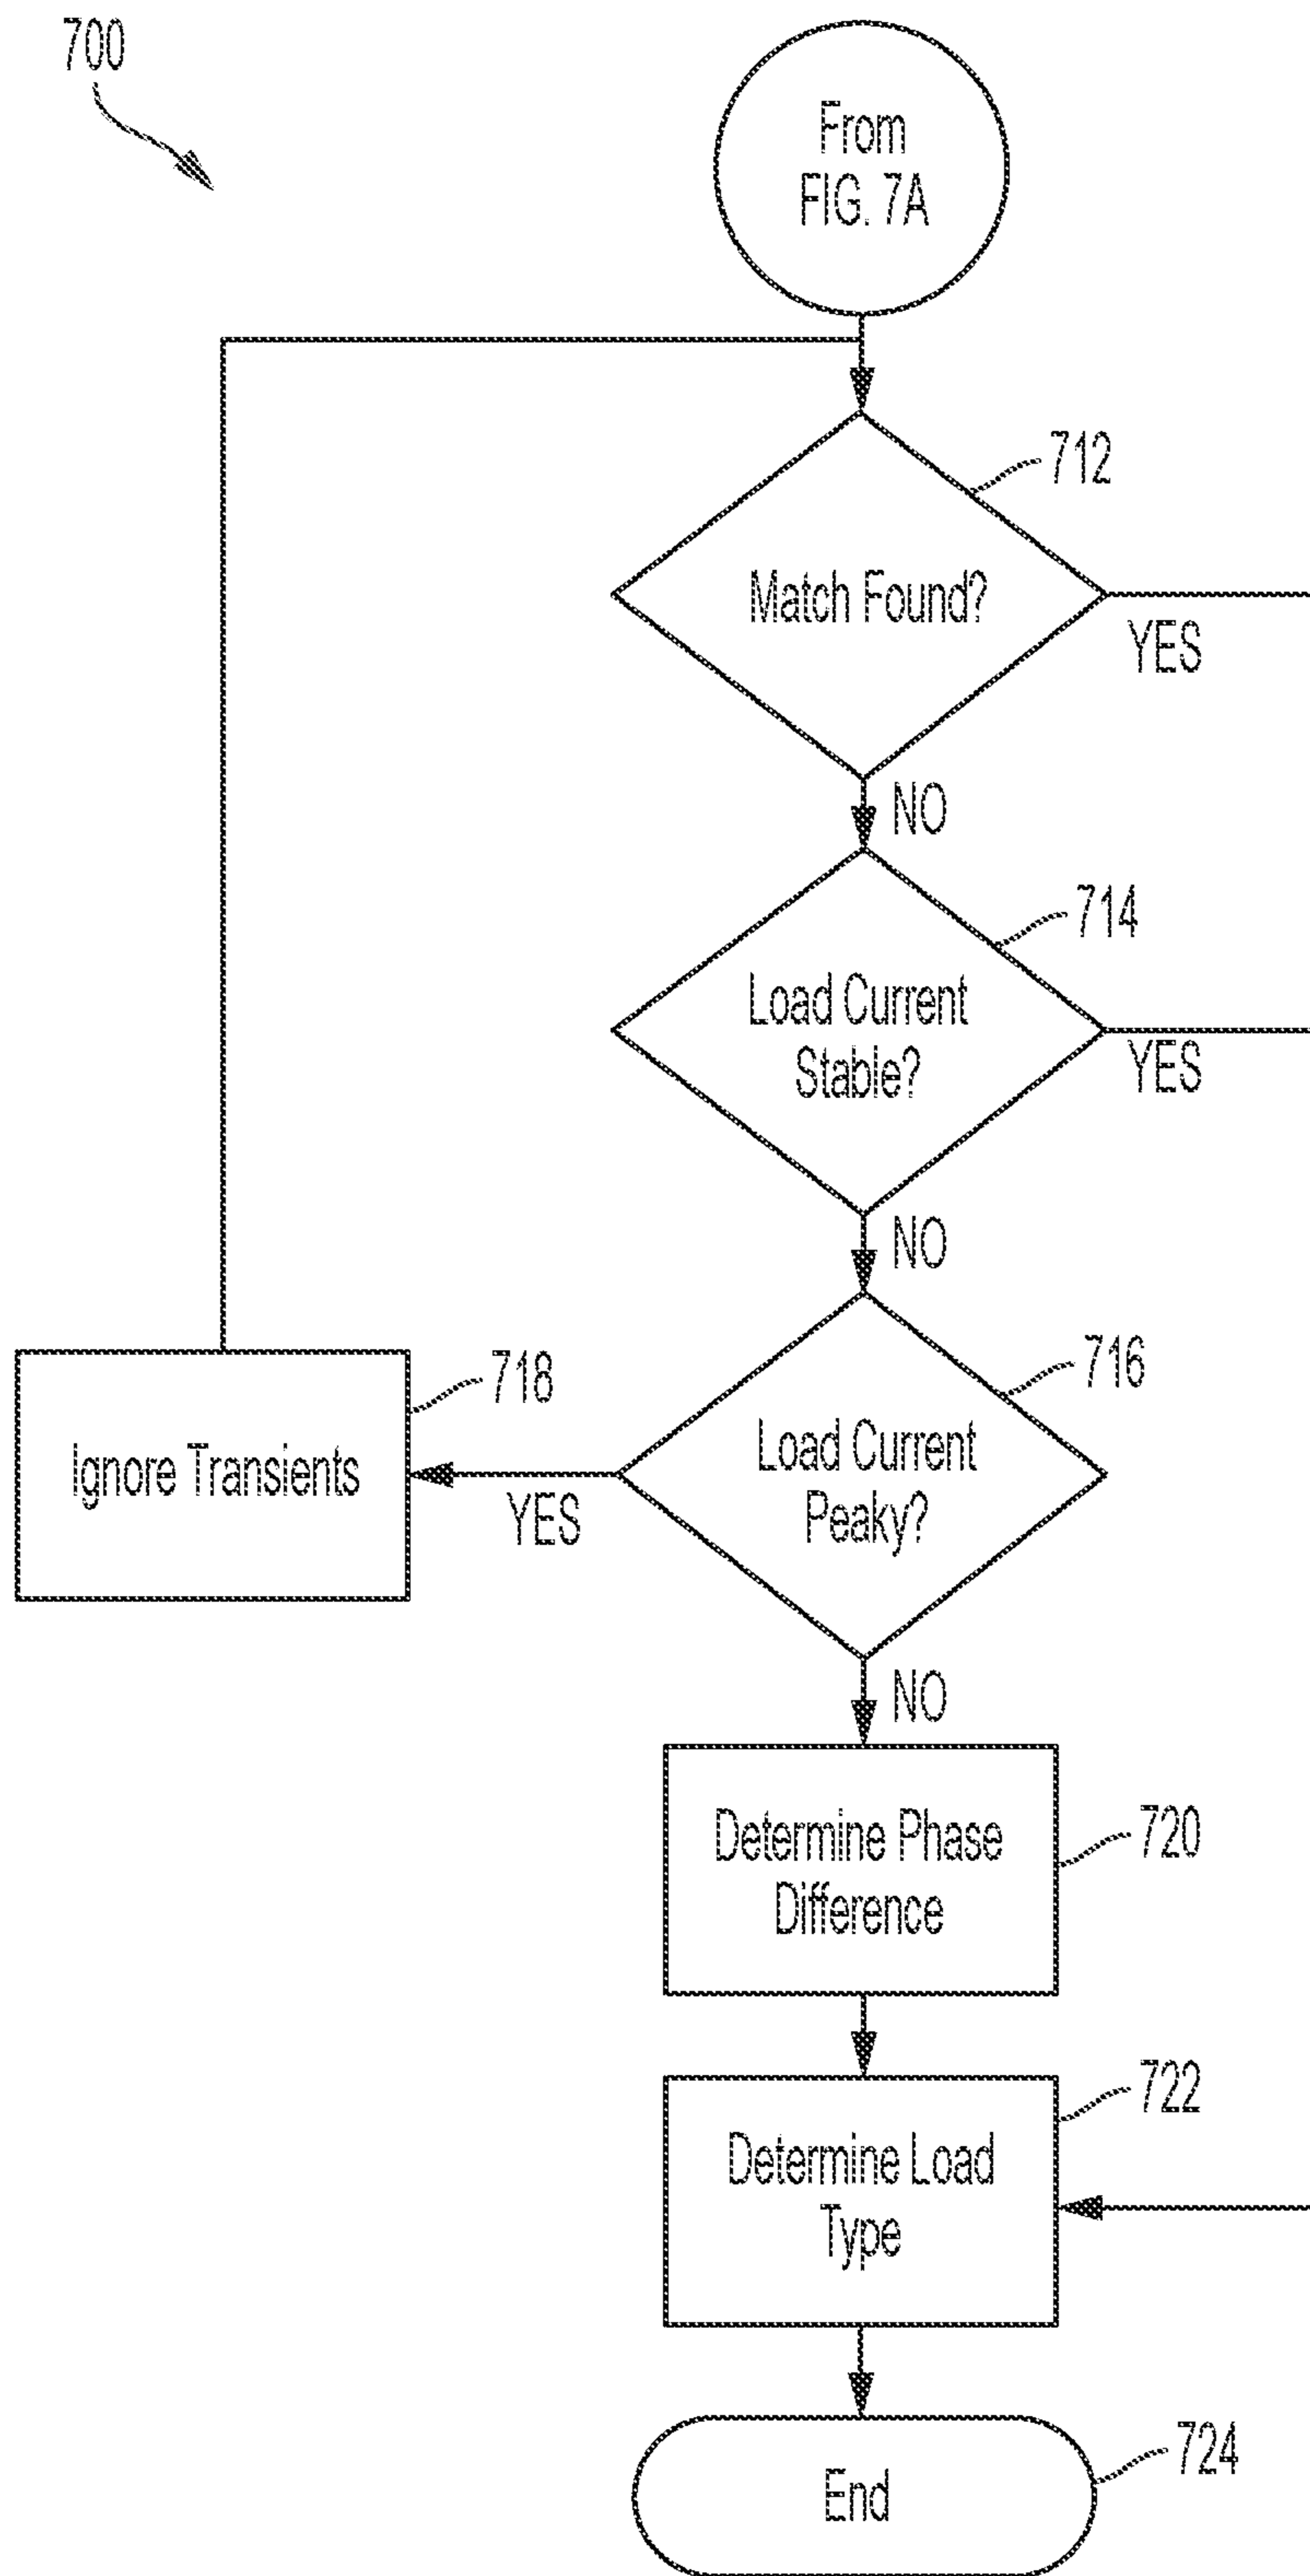 700
From
FIG. 7A
712
Match Found?
YES
NO
714
Load Current
Stable?
YES
NO
716
Load Current
Peaky?
718
Ignore Transients
YES
NO
720
Determine Phase
Difference
722
Determine Load
Type
724
End